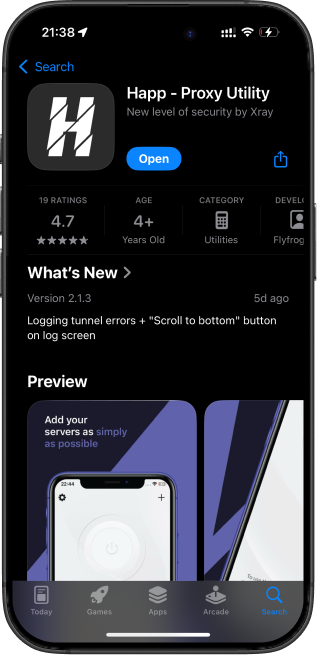 21:38
Search
Happ - Proxy Utility
New level of security by Xray
Open
19 RATINGS
AGE
CATEGORY
DEVEL
4.7
4+
Years Old
Utilities
Flyfrog
What's New
Version 2.1.3
5d ago
Logging tunnel errors + "Scroll to bottom" button
on log screen
Preview
Add your
servers as simply
as possible
22:44
Today
Games
Apps
Arcade
Search